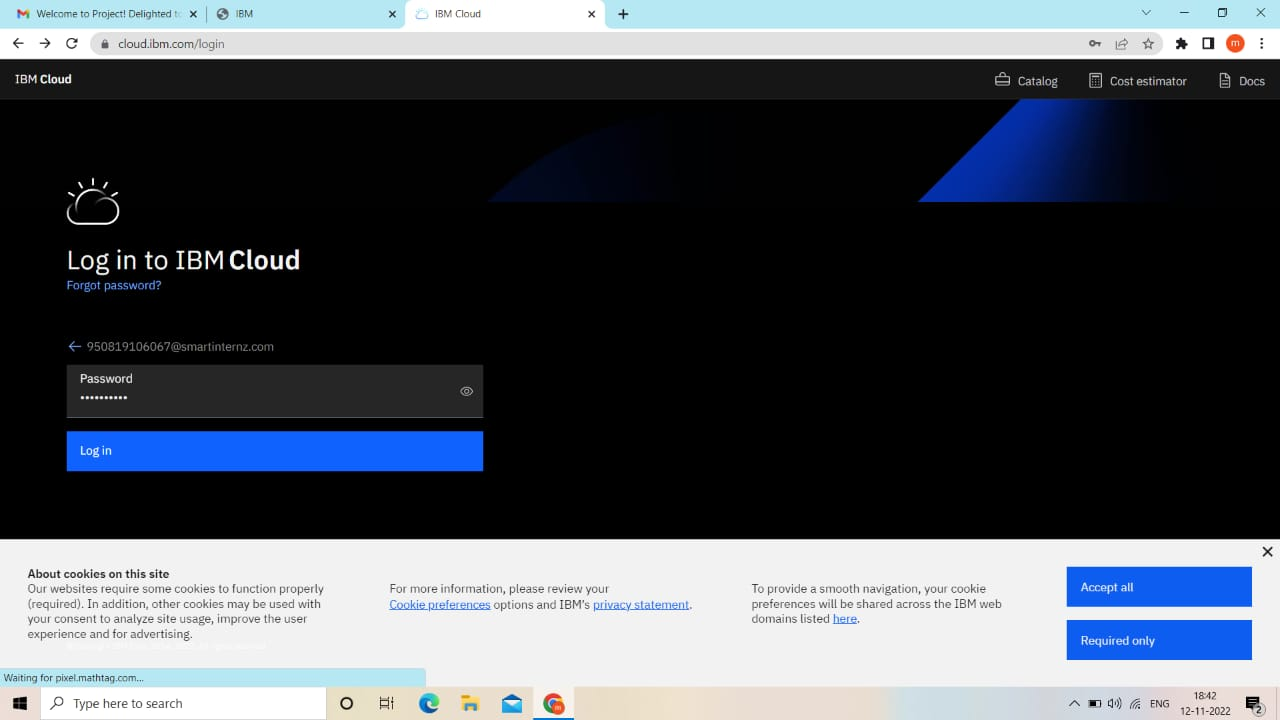 Welcome to Project! Delighted to
IBM
IBM Cloud
cloud.ibm.com/login
m
IBM Cloud
Catalog
Cost estimator
Docs
Log in to IBM Cloud
Forgot password?
950819106067@smartinternz.com
Password
••••••••••
Log in
About cookies on this site
Our websites require some cookies to function properly
(required). In addition, other cookies may be used with
your consent to analyze site usage, improve the user
experience and for advertising.
For more information, please review your
Cookie preferences options and IBM's privacy statement.
To provide a smooth navigation, your cookie
preferences will be shared across the IBM web
domains listed here.
Accept all
Required only
Waiting for pixel.mathtag.com...
Type here to search
ENG
18:42
12-11-2022
2